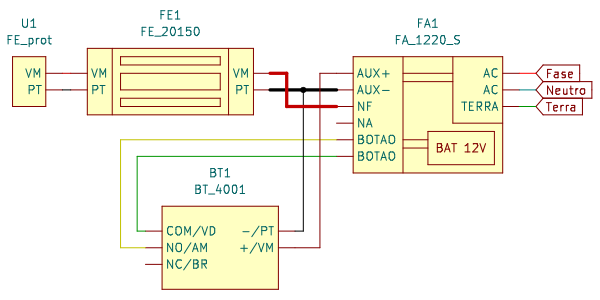 U1
FE_prot
VM
PT
FE1
FE_20150
VM
PT
VM
PT
FA1
FA_1220_S
AUX+
AUX-
NF
NA
BOTAO
BOTAO
AC
AC
TERRA
BAT 12V
Fase
Neutro
Terra
BT1
BT_4001
COM/VD
NO/AM
NC/BR
-/PT
+/VM